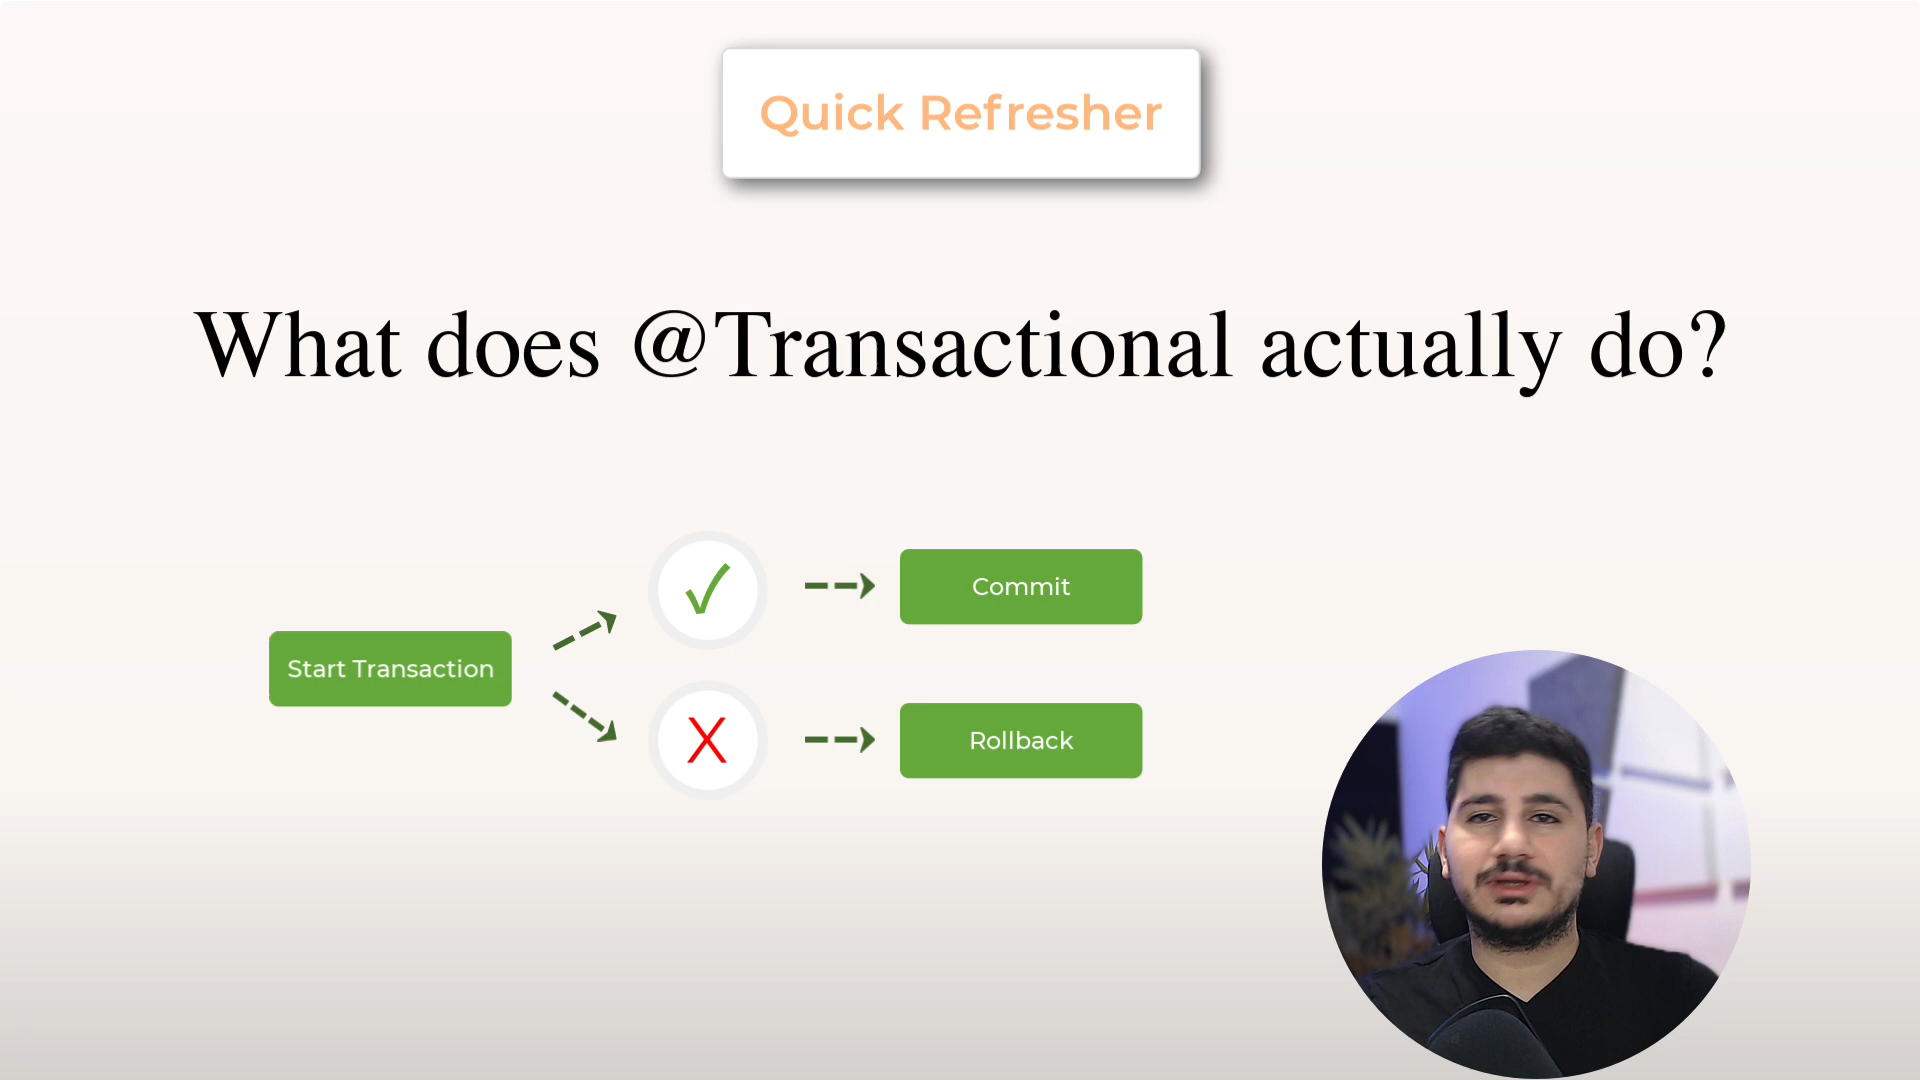 Quick Refresher
What does @Transactional actually do?
✓
Commit
Start Transaction
X
Rollback